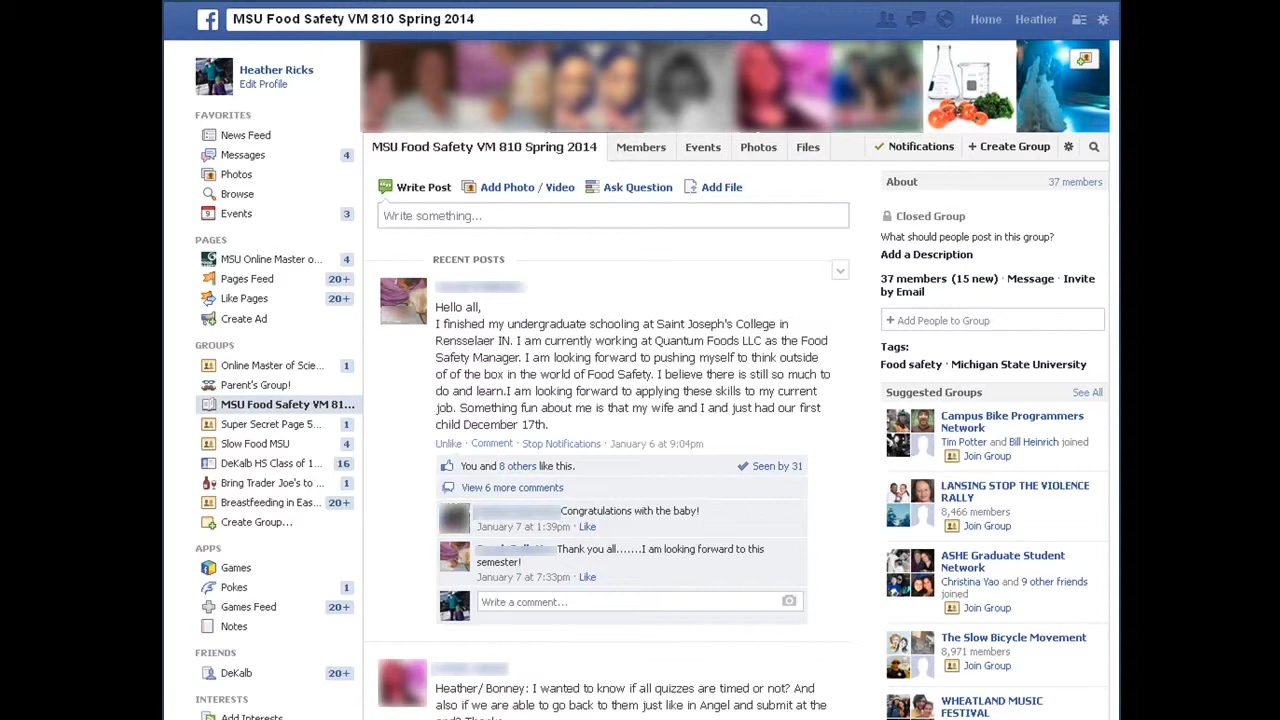 MSU Food Safety VM 810 Spring 2014
Home
Heather
Heather Ricks
Edit Profile
FAVORITES
News Feed
Messages 4
Photos
Browse
Events 3
PAGES
MSU Online Master o... 4
Pages Feed 20+
Like Pages 20+
Create Ad
GROUPS
Online Master of Scie... 1
Parent's Group!
MSU Food Safety VM 81...
Super Secret Page 5... 1
Slow Food MSU 4
DeKalb HS Class of 1... 16
Bring Trader Joe's to ... 1
Breastfeeding in Eas... 20+
Create Group...
APPS
Games
Pokes 1
Games Feed 20+
Notes
FRIENDS
DeKalb 20+
INTERESTS
Add Interests
MSU Food Safety VM 810 Spring 2014
Members
Events
Photos
Files
✓ Notifications
+ Create Group
Write Post
Add Photo / Video
Ask Question
Add File
Write something...
RECENT POSTS
Hello all,
I finished my undergraduate schooling at Saint Joseph's College in
Rensselaer IN. I am currently working at Quantum Foods LLC as the Food
Safety Manager. I am looking forward to pushing myself to think outside
of of the box in the world of Food Safety. I believe there is still so much to
do and learn.I am looking forward to applying these skills to my current
job. Something fun about me is that my wife and I and just had our first
child December 17th.
Unlike · Comment · Stop Notifications · January 6 at 9:04pm
You and 8 others like this.
✓ Seen by 31
View 6 more comments
Congratulations with the baby!
January 7 at 1:39pm · Like
Thank you all.......I am looking forward to this
semester!
January 7 at 7:33pm · Like
Write a comment...
Heather/ Bonney: I wanted to know if all quizzes are timed or not? And
also if we are able to go back to them just like in Angel and submit at the
About
37 members
Closed Group
What should people post in this group?
Add a Description
37 members (15 new) · Message · Invite
by Email
+ Add People to Group
Tags:
Food safety · Michigan State University
Suggested Groups
See All
Campus Bike Programmers
Network
Tim Potter and Bill Heinrich joined
Join Group
LANSING STOP THE VIOLENCE
RALLY
8,466 members
Join Group
ASHE Graduate Student
Network
Christina Yao and 9 other friends
joined
Join Group
The Slow Bicycle Movement
8,971 members
Join Group
WHEATLAND MUSIC
FESTIVAL